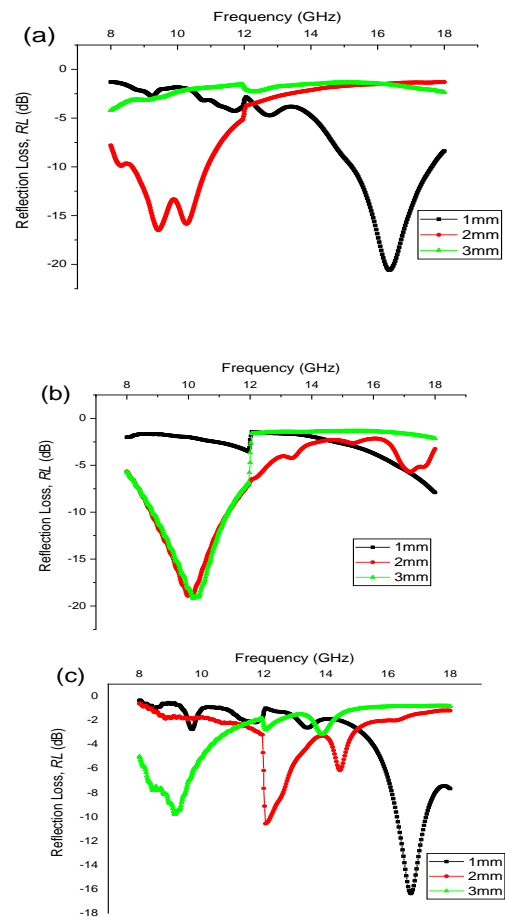 (a)
Frequency (GHz)
8 10 12 14 16 18
Reflection Loss, RL (dB)
0
-5
-10
-15
-20
1mm
2mm
3mm
(b)
Frequency (GHz)
8 10 12 14 16 18
Reflection Loss, RL (dB)
0
-5
-10
-15
-20
1mm
2mm
3mm
(c)
Frequency (GHz)
8 10 12 14 16 18
Reflection Loss, RL (dB)
0
-2
-4
-6
-8
-10
-12
-14
-16
-18
1mm
2mm
3mm